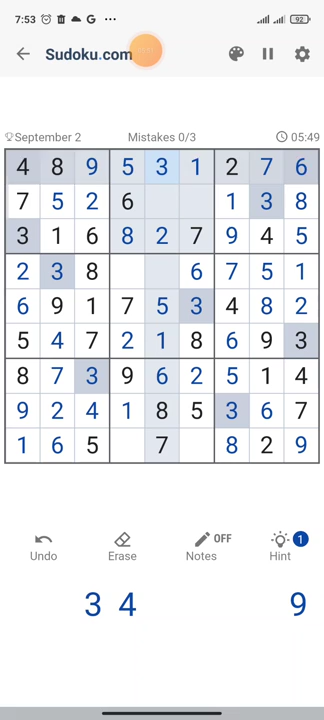 7:53 G ... 92
Sudoku.com
September 2 Mistakes 0/3 05:49
4 8 9 5 3 1 2 7 6
7 5 2 6 1 3 8
3 1 6 8 2 7 9 4 5
2 3 8 6 7 5 1
6 9 1 7 5 3 4 8 2
5 4 7 2 1 8 6 9 3
8 7 3 9 6 2 5 1 4
9 2 4 1 8 5 3 6 7
1 6 5 7 8 2 9
OFF 1
Undo Erase Notes Hint
3 4 9